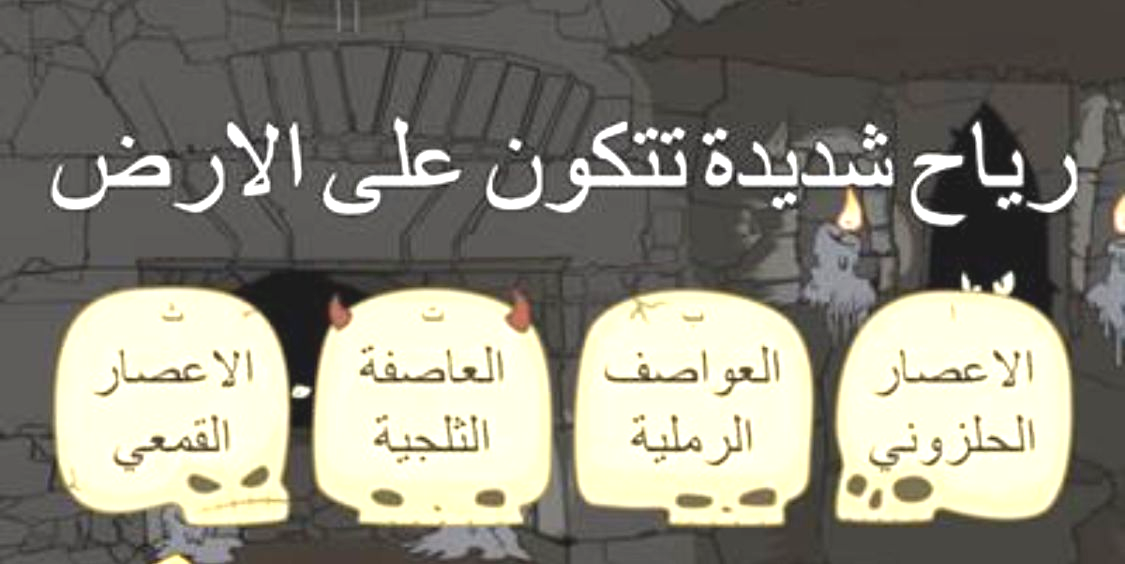 رياح شديدة تتكون على الارض
ا
الاعصار
الحلزوني
ب
العواصف
الرملية
ت
العاصفة
الثلجية
ث
الاعصار
القمعي